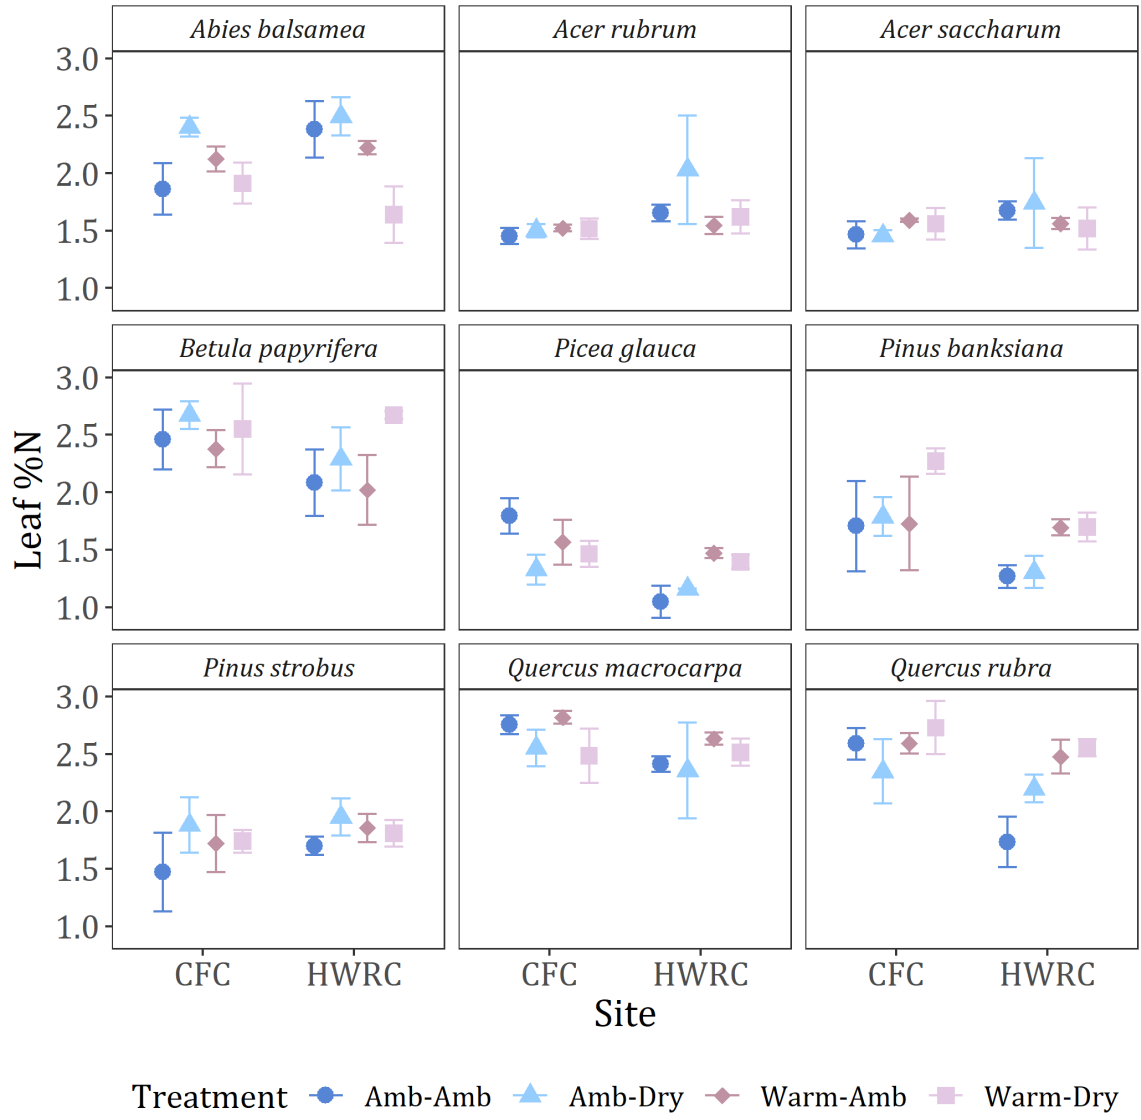 Abies balsamea Acer rubrum Acer saccharum
3.0
2.5
2.0
1.5
1.0
Betula papyrifera Picea glauca Pinus banksiana
3.0
2.5
2.0
1.5
1.0
Leaf %N
Pinus strobus Quercus macrocarpa Quercus rubra
3.0
2.5
2.0
1.5
1.0
CFC HWRC CFC HWRC CFC HWRC
Site
Treatment Amb-Amb Amb-Dry Warm-Amb Warm-Dry